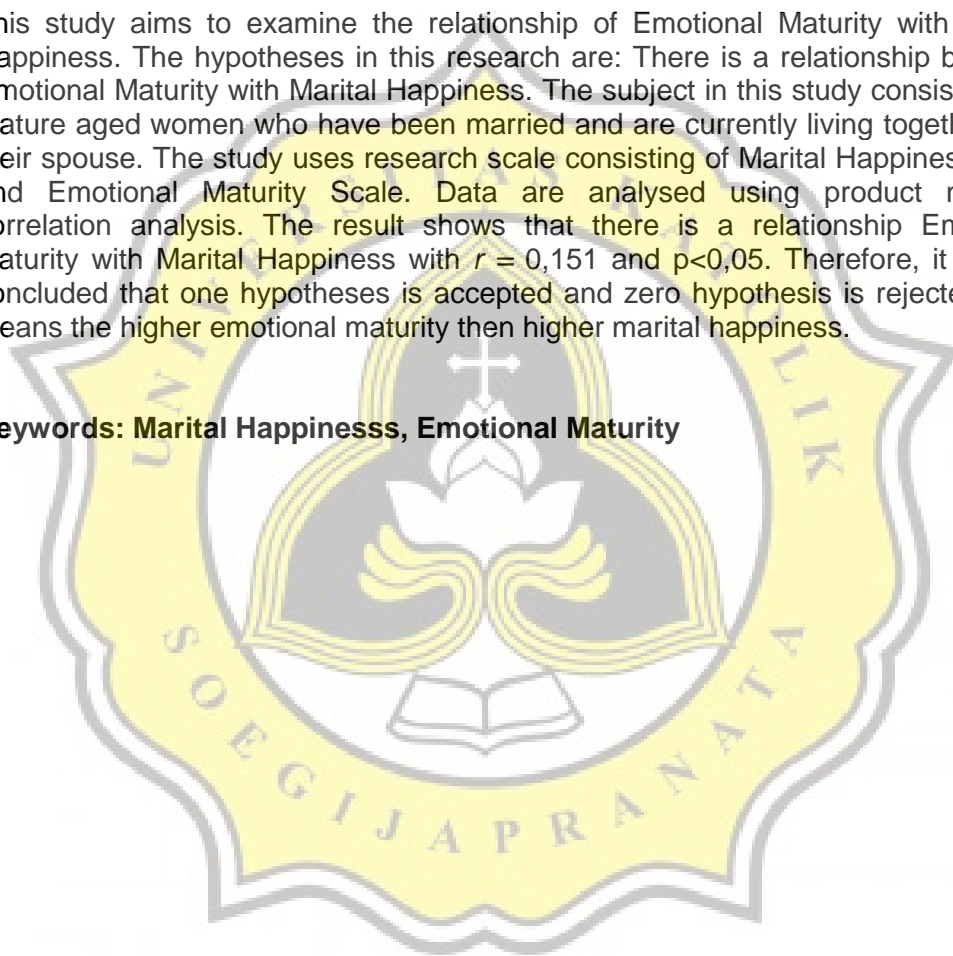 his study aims to examine the relationship of Emotional Maturity with
appiness. The hypotheses in this research are: There is a relationship b
motional Maturity with Marital Happiness. The subject in this study consis
ature aged women who have been married and are currently living togeth
eir spouse. The study uses research scale consisting of Marital Happines
nd Emotional Maturity Scale. Data are analysed using product
orrelation analysis. The result shows that there is a relationship Em
aturity with Marital Happiness with r = 0,151 and p<0,05. Therefore, it
oncluded that one hypotheses is accepted and zero hypothesis is rejecte
eans the higher emotional maturity then higher marital happiness.
eywords: Marital Happinesss, Emotional Maturity
UNIVERSITAS KATOLIK
SOEGIJAPRANATA